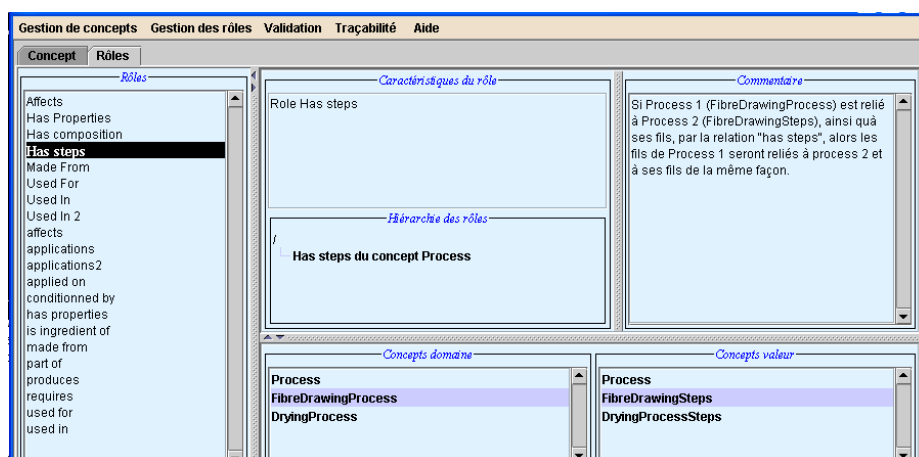 Gestion de concepts Gestion des rôles Validation Traçabilité Aide
Concept Rôles
Rôles
Affects
Has Properties
Has composition
Has steps
Made From
Used For
Used In
Used In 2
affects
applications
applications2
applied on
conditionned by
has properties
is ingredient of
made from
part of
produces
requires
used for
used in
Caractéristiques du rôle
Role Has steps
Hiérarchie des rôles
/
Has steps du concept Process
Commentaire
Si Process 1 (FibreDrawingProcess) est relié
à Process 2 (FibreDrawingSteps), ainsi quà
ses fils, par la relation "has steps", alors les
fils de Process 1 seront reliés à process 2 et
à ses fils de la même façon.
Concepts domaine
Process
FibreDrawingProcess
DryingProcess
Concepts valeur
Process
FibreDrawingSteps
DryingProcessSteps